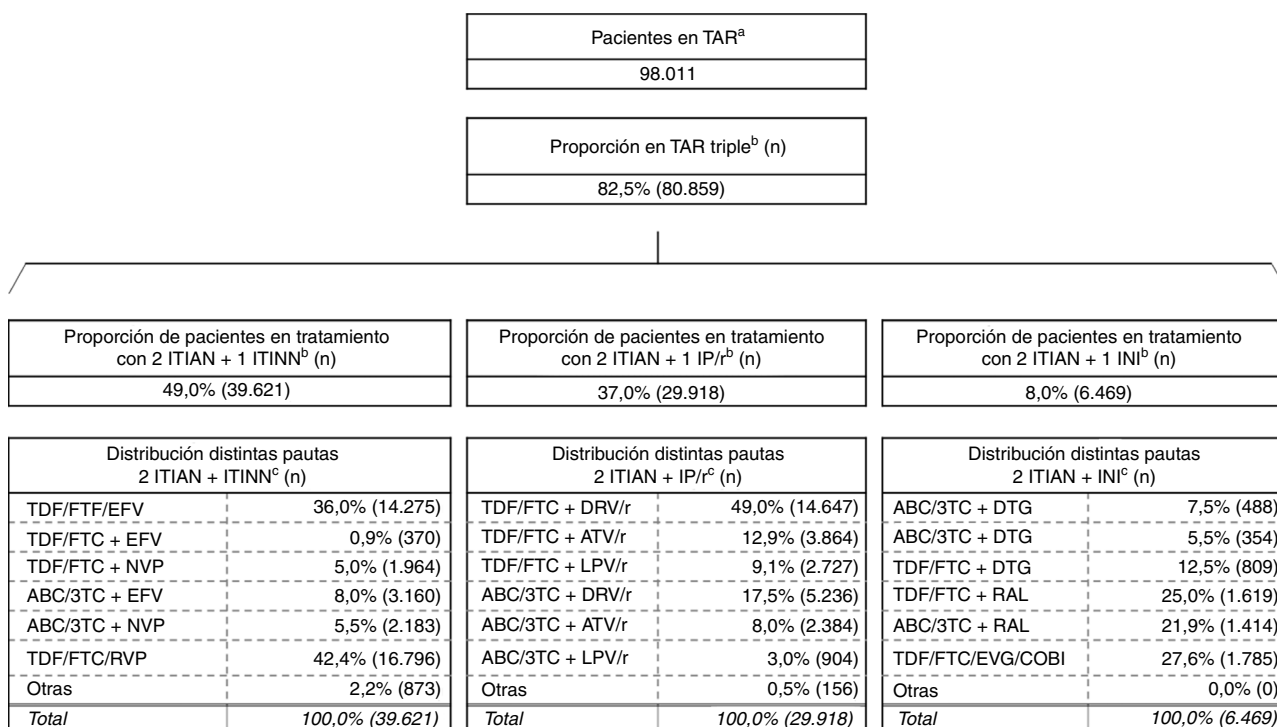 Pacientes en TARa
98.011
Proporción en TAR tripleb (n)
82,5% (80.859)
Proporción de pacientes en tratamiento
con 2 ITIAN + 1 ITINNb (n)
49,0% (39.621)
Proporción de pacientes en tratamiento
con 2 ITIAN + 1 IP/rb (n)
37,0% (29.918)
Proporción de pacientes en tratamiento
con 2 ITIAN + 1 INIb (n)
8,0% (6.469)
Distribución distintas pautas
2 ITIAN + ITINNc (n)
TDF/FTF/EFV 36,0% (14.275)
TDF/FTC + EFV 0,9% (370)
TDF/FTC + NVP 5,0% (1.964)
ABC/3TC + EFV 8,0% (3.160)
ABC/3TC + NVP 5,5% (2.183)
TDF/FTC/RVP 42,4% (16.796)
Otras 2,2% (873)
Total 100,0% (39.621)
Distribución distintas pautas
2 ITIAN + IP/rc (n)
TDF/FTC + DRV/r 49,0% (14.647)
TDF/FTC + ATV/r 12,9% (3.864)
TDF/FTC + LPV/r 9,1% (2.727)
ABC/3TC + DRV/r 17,5% (5.236)
ABC/3TC + ATV/r 8,0% (2.384)
ABC/3TC + LPV/r 3,0% (904)
Otras 0,5% (156)
Total 100,0% (29.918)
Distribución distintas pautas
2 ITIAN + INIc (n)
ABC/3TC + DTG 7,5% (488)
ABC/3TC + DTG 5,5% (354)
TDF/FTC + DTG 12,5% (809)
TDF/FTC + RAL 25,0% (1.619)
ABC/3TC + RAL 21,9% (1.414)
TDF/FTC/EVG/COBI 27,6% (1.785)
Otras 0,0% (0)
Total 100,0% (6.469)